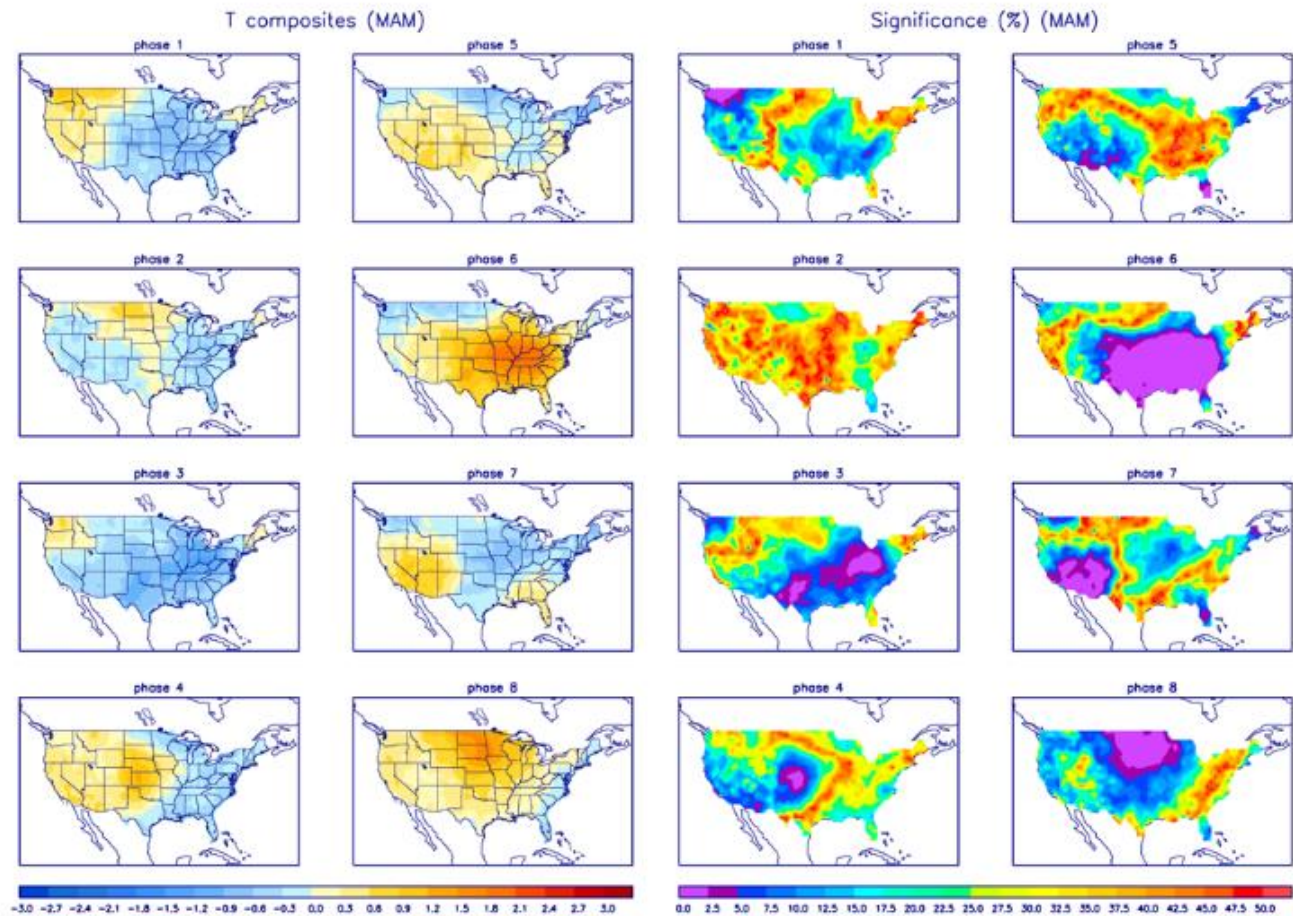 T composites (MAM)
Significance (%) (MAM)
phase 1
phase 5
phase 1
phase 5
phase 2
phase 6
phase 2
phase 6
phase 3
phase 7
phase 3
phase 7
phase 4
phase 8
phase 4
phase 8
−3.0 −2.7 −2.4 −2.1 −1.8 −1.5 −1.2 −0.9 −0.6 −0.3 0.0 0.3 0.6 0.9 1.2 1.5 1.8 2.1 2.4 2.7 3.0
0.0 2.5 5.0 7.5 10.0 12.5 15.0 17.5 20.0 22.5 25.0 27.5 30.0 32.5 35.0 37.5 40.0 42.5 45.0 47.5 50.0